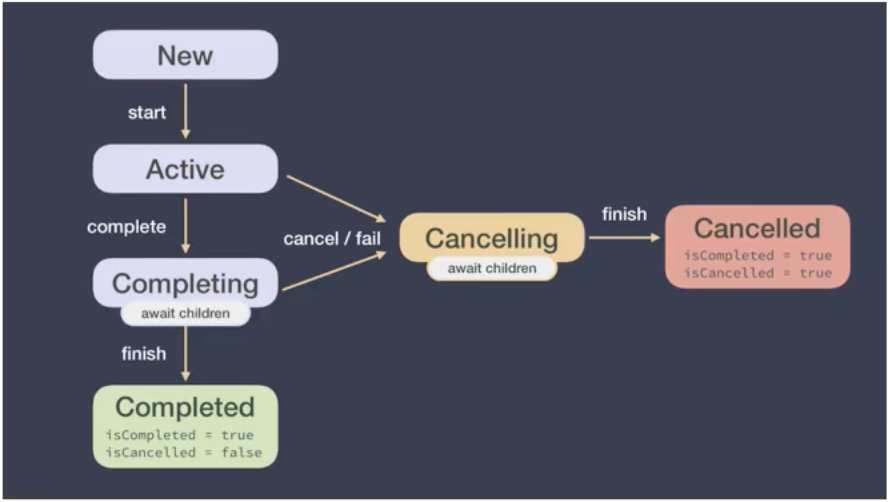 New
start
Active
complete
cancel / fail
Completing
await children
finish
Completed
isCompleted = true
isCancelled = false
Cancelling
await children
finish
Cancelled
isCompleted = true
isCancelled = true